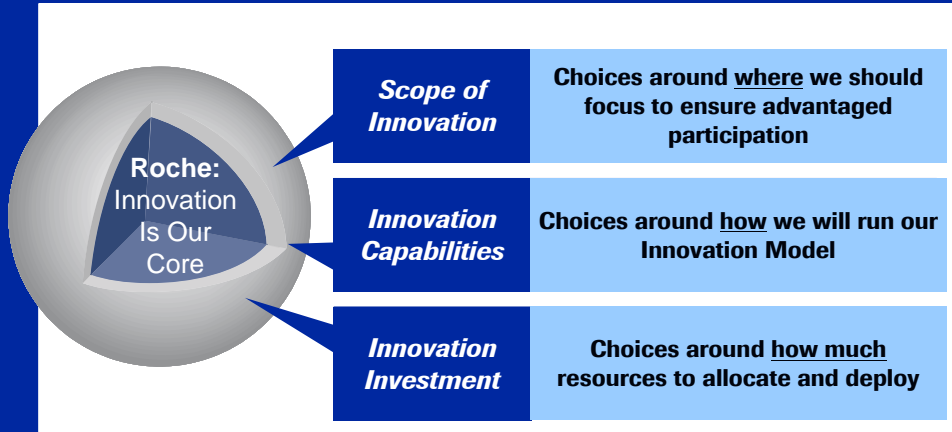 Roche:
Innovation
Is Our
Core
Scope of
Innovation
Choices around where we should
focus to ensure advantaged
participation
Innovation
Capabilities
Choices around how we will run our
Innovation Model
Innovation
Investment
Choices around how much
resources to allocate and deploy